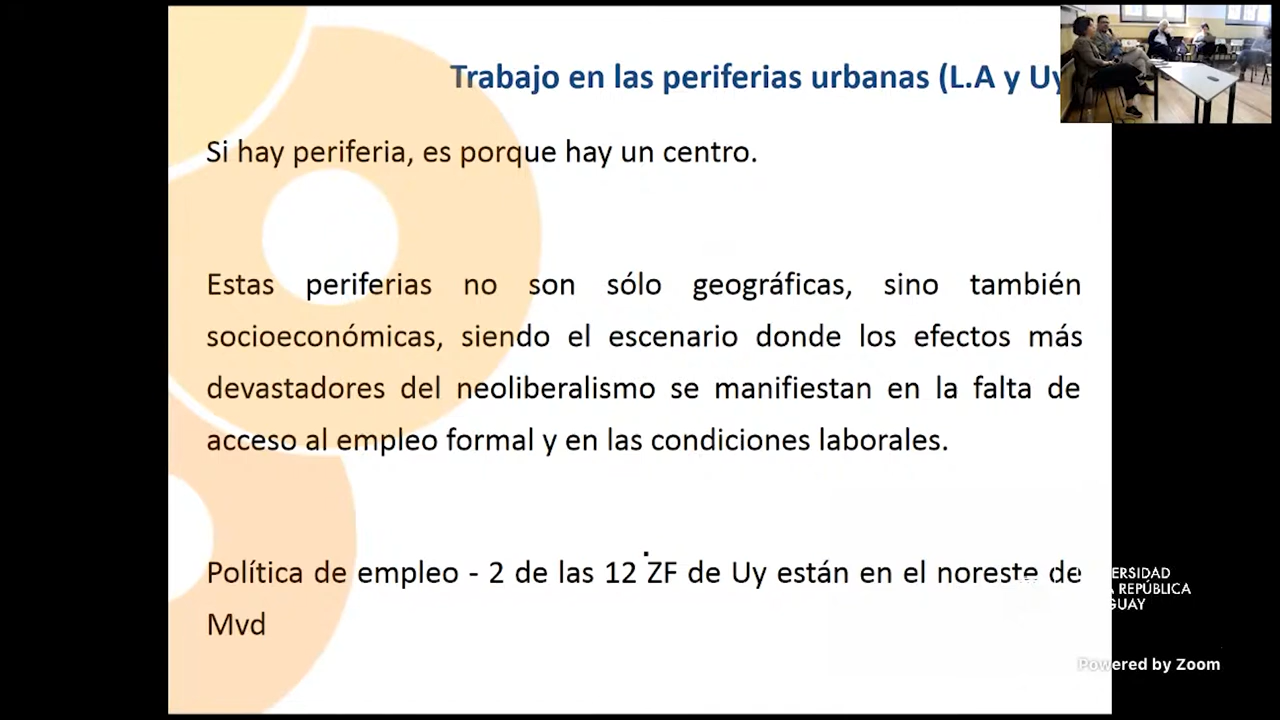 Trabajo en las periferias urbanas (L.A y Uy
Si hay periferia, es porque hay un centro.
Estas periferias no son sólo geográficas, sino también
socioeconómicas, siendo el escenario donde los efectos más
devastadores del neoliberalismo se manifiestan en la falta de
acceso al empleo formal y en las condiciones laborales.
Política de empleo - 2 de las 12 ZF de Uy están en el noreste de
Mvd
REPÚBLICA
Powered by Zoom